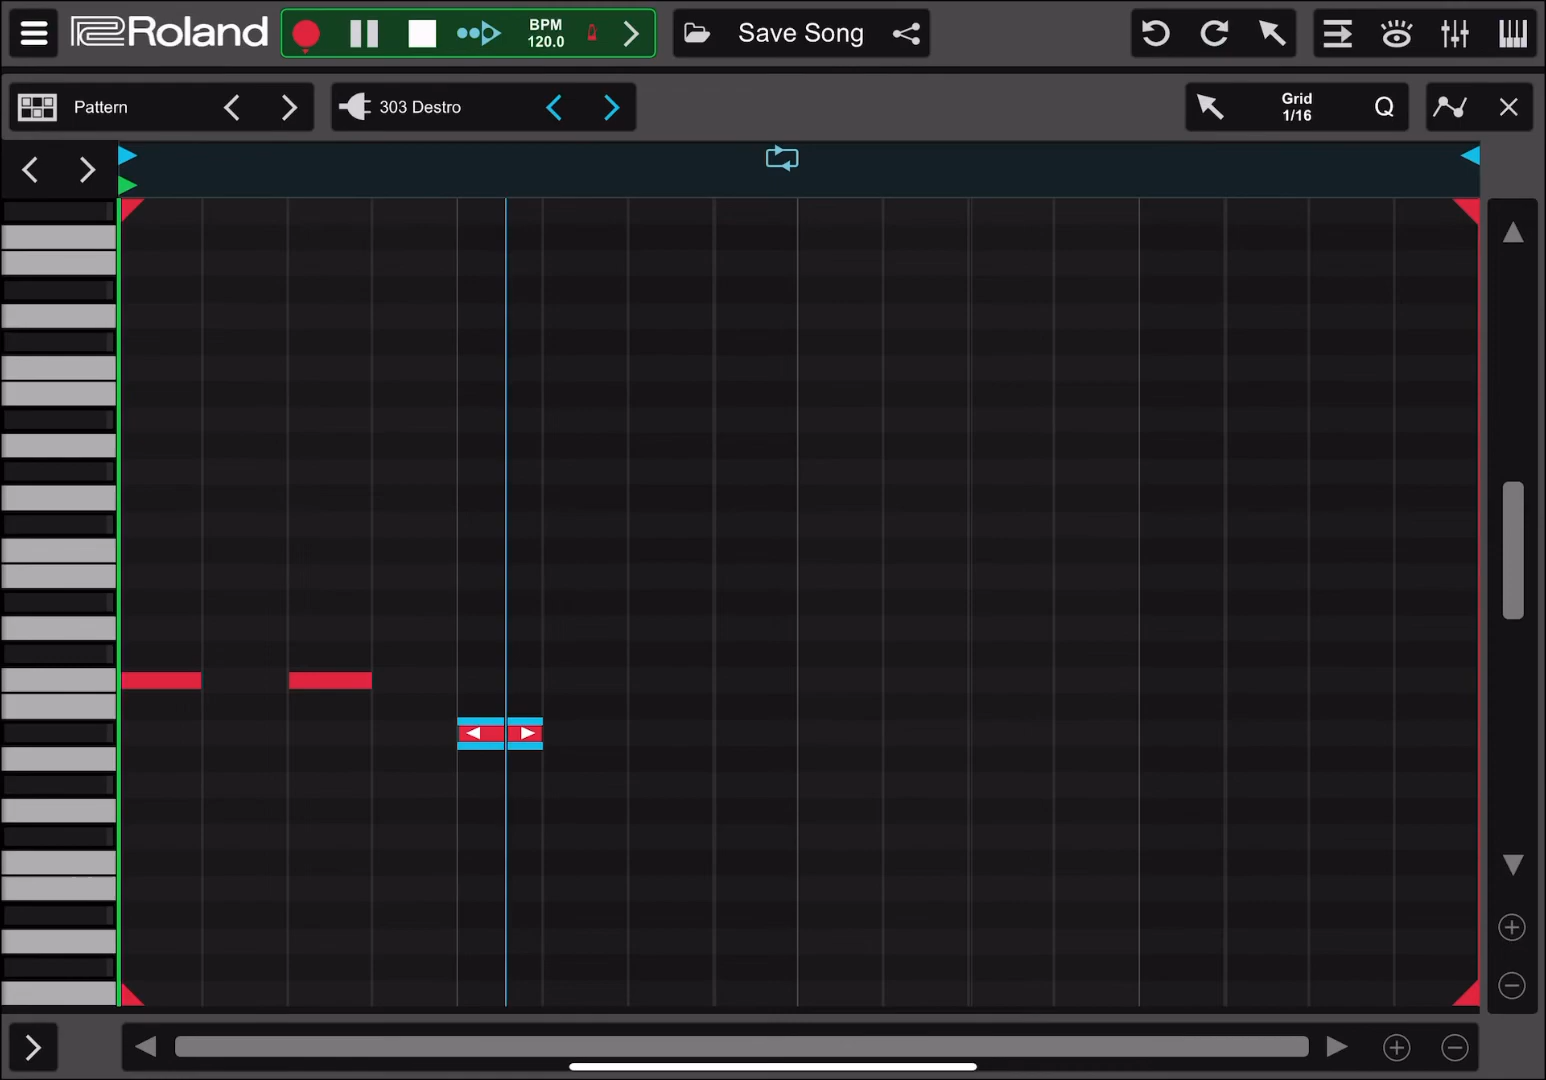 Roland
BPM
120.0
Save Song
Pattern
303 Destro
Grid
1/16
Q